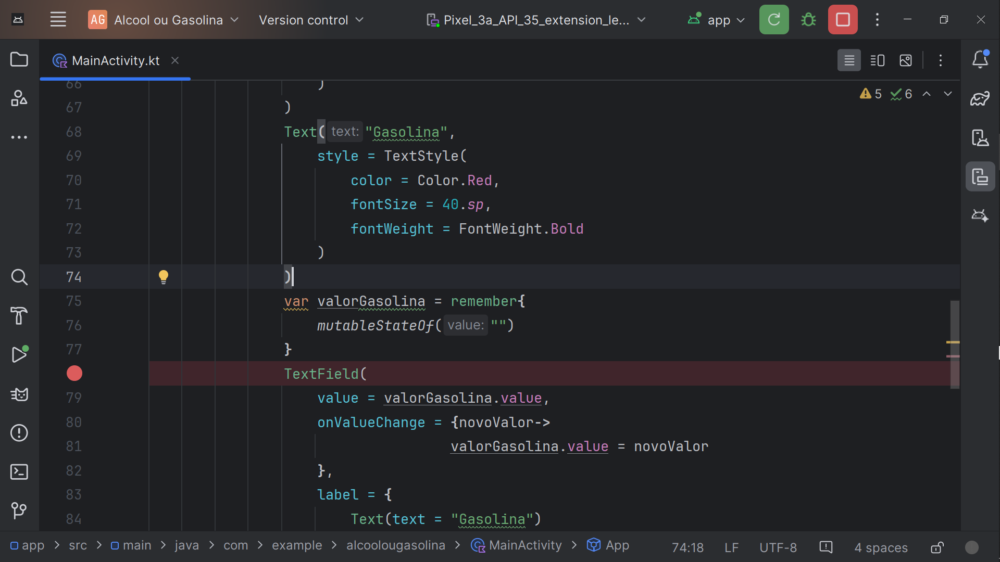 AG Alcool ou Gasolina Version control Pixel_3a_API_35_extension_le... app
MainActivity.kt
66 )
5 6
67 )
68 Text( text: "Gasolina",
69 style = TextStyle(
70 color = Color.Red,
71 fontSize = 40.sp,
72 fontWeight = FontWeight.Bold
73 )
74 )
75 var valorGasolina = remember{
76 mutableStateOf( value: "")
77 }
TextField(
79 value = valorGasolina.value,
80 onValueChange = {novoValor->
81 valorGasolina.value = novoValor
82 },
83 label = {
84 Text(text = "Gasolina")
app > src > main > java > com > example > alcoolougasolina > MainActivity > App 74:18 LF UTF-8 4 spaces